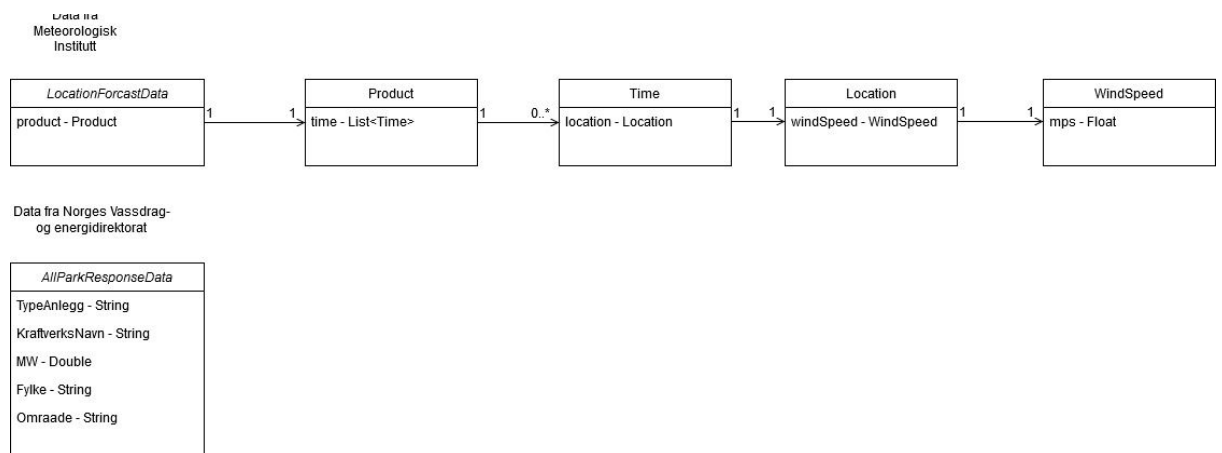 Data fra
Meteorologisk
Institutt
LocationForcastData
product - Product
1
1
Product
time - List<Time>
1
0..*
Time
location - Location
1
1
Location
windSpeed - WindSpeed
1
1
WindSpeed
mps - Float
Data fra Norges Vassdrag-
og energidirektorat
AllParkResponseData
TypeAnlegg - String
KraftverksNavn - String
MW - Double
Fylke - String
Omraade - String